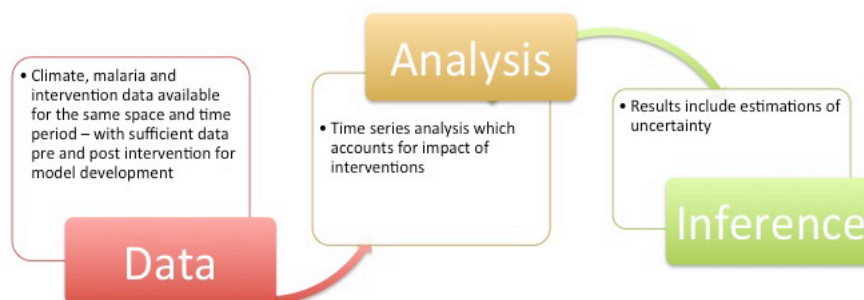 • Climate, malaria and
intervention data available
for the same space and time
period – with sufficient data
pre and post intervention for
model development
Data
Analysis
• Time series analysis which
accounts for impact of
interventions
• Results include estimations of
uncertainty
Inference